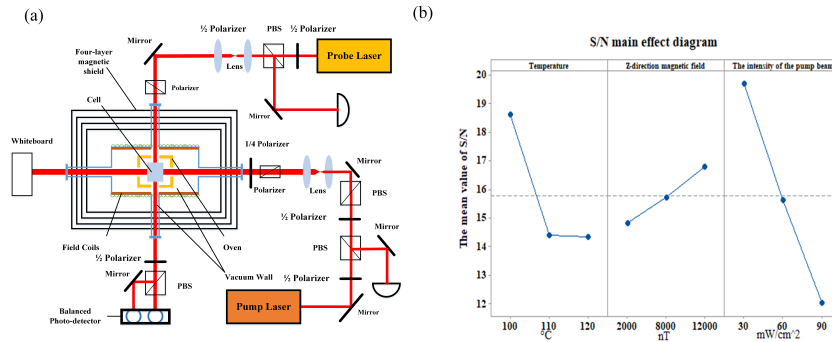 (a)
Mirror
½ Polarizer
PBS
½ Polarizer
Four-layer
magnetic
shield
Probe Laser
Lens
Polarizer
Cell
Mirror
Whiteboard
1/4 Polarizer
Mirror
Polarizer
Lens
PBS
½ Polarizer
Field Coils
Oven
Mirror
PBS
½ Polarizer
Vacuum Wall
½ Polarizer
Mirror
PBS
Balanced
Photo-detector
Pump Laser
Mirror
(b)
S/N main effect diagram
Temperature
Z-direction magnetic field
The intensity of the pump beam
The mean value of S/N
20
19
18
17
16
15
14
13
12
100 110 120
2000 8000 12000
30 60 90
°C
nT
mW/cm^2